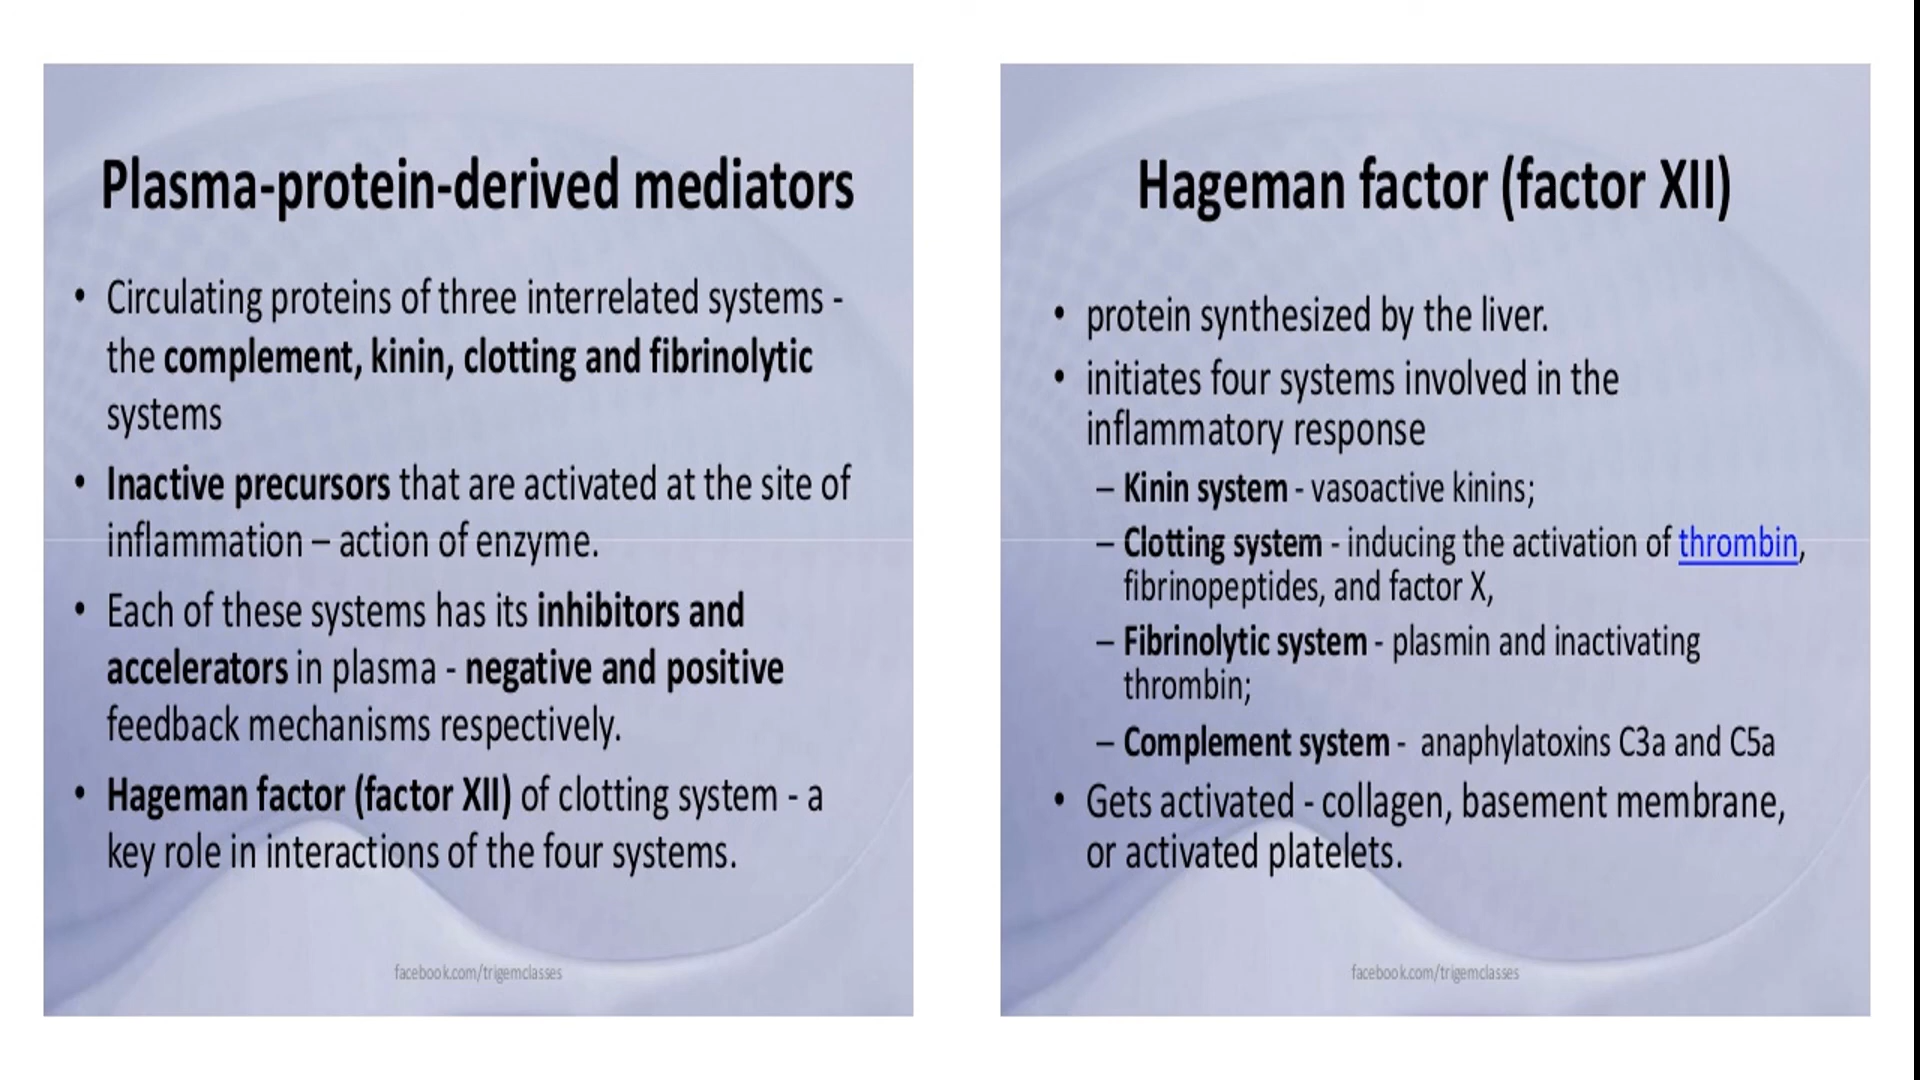 Plasma-protein-derived mediators
• Circulating proteins of three interrelated systems -
the complement, kinin, clotting and fibrinolytic
systems
• Inactive precursors that are activated at the site of
inflammation – action of enzyme.
• Each of these systems has its inhibitors and
accelerators in plasma - negative and positive
feedback mechanisms respectively.
• Hageman factor (factor XII) of clotting system - a
key role in interactions of the four systems.
facebook.com/trigemclasses
Hageman factor (factor XII)
• protein synthesized by the liver.
• initiates four systems involved in the
inflammatory response
– Kinin system - vasoactive kinins;
– Clotting system - inducing the activation of thrombin,
fibrinopeptides, and factor X,
– Fibrinolytic system - plasmin and inactivating
thrombin;
– Complement system - anaphylatoxins C3a and C5a
• Gets activated - collagen, basement membrane,
or activated platelets.
facebook.com/trigemclasses